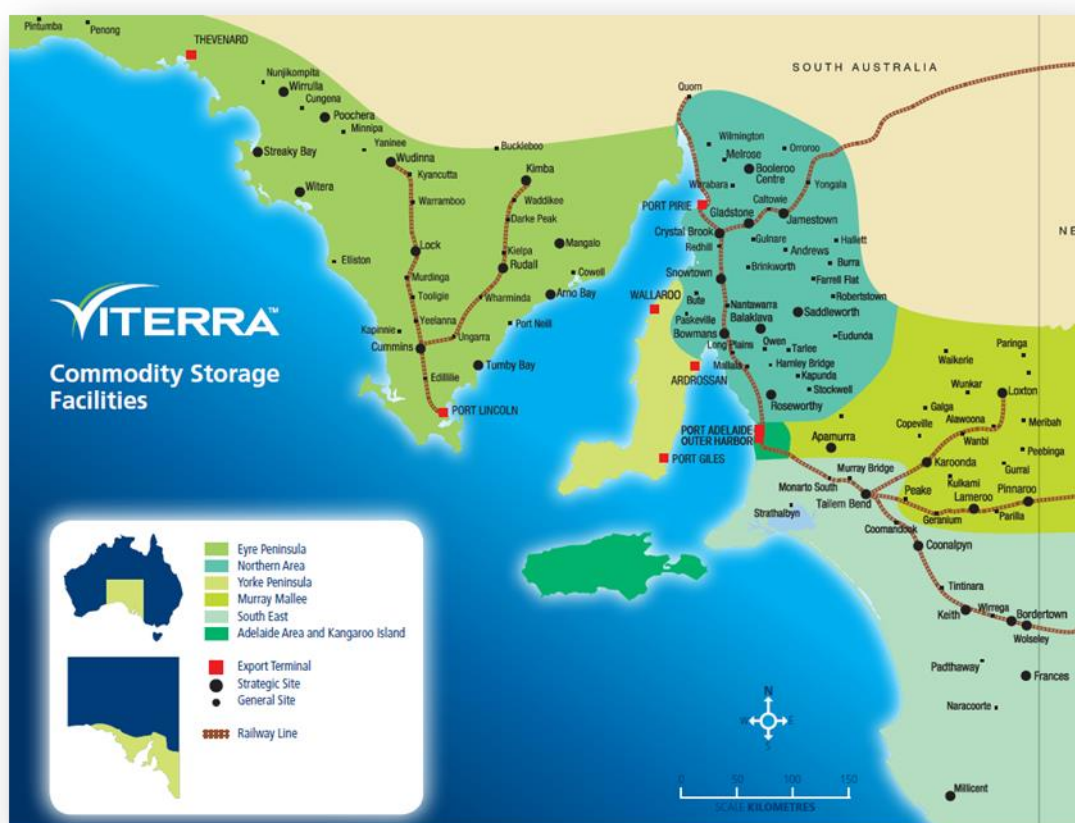 Pintumba
Penong
THEVENARD
Nunjikompita
Wirrulla
Cungena
Poochera
Minnipa
Yaninee
Streaky Bay
Wudinna
Kyancutta
Witera
Warramboo
Buckleboo
Kimba
Waddikee
Darke Peak
Lock
Kielpa
Mangalo
Elliston
Rudall
Cowell
Murdinga
Tooligie
Wharminda
Arno Bay
Yeelanna
Kapinnie
Port Neill
Ungarra
Cummins
Tumby Bay
Edillilie
PORT LINCOLN
SOUTH AUSTRALIA
Quorn
Wilmington
Melrose
Orroroo
Booleroo
Centre
Warabara
Yongala
PORT PIRIE
Caltowie
Gladstone
Jamestown
Crystal Brook
NE
Redhill
Gulnare
Hallett
Andrews
Burra
Brinkworth
Snowtown
Farrell Flat
Bute
Robertstown
WALLAROO
Nantawarra
Saddleworth
Paskeville
Balaklava
Bowmans
Eudunda
Owen
Long Plains
Tarlee
Mallala
Hamley Bridge
ARDROSSAN
Kapunda
Stockwell
Roseworthy
PORT ADELAIDE
OUTER HARBOR
PORT GILES
Paringa
Waikerie
Wunkar
Loxton
Galga
Copeville
Alawoona
Meribah
Apamurra
Wanbi
Peebinga
Karoonda
Gurrai
Murray Bridge
Kulkami
Monarto South
Peake
Pinnaroo
Tailem Bend
Lameroo
Strathalbyn
Geranium
Parilla
Coomandook
Coonalpyn
Tintinara
Wirrega
Keith
Bordertown
Wolseley
Padthaway
Frances
Naracoorte
Millicent
VITERRA™
Commodity Storage
Facilities
Eyre Peninsula
Northern Area
Yorke Peninsula
Murray Mallee
South East
Adelaide Area and Kangaroo Island
Export Terminal
Strategic Site
General Site
Railway Line
N
W
E
S
0 50 100 150
SCALE KILOMETRES